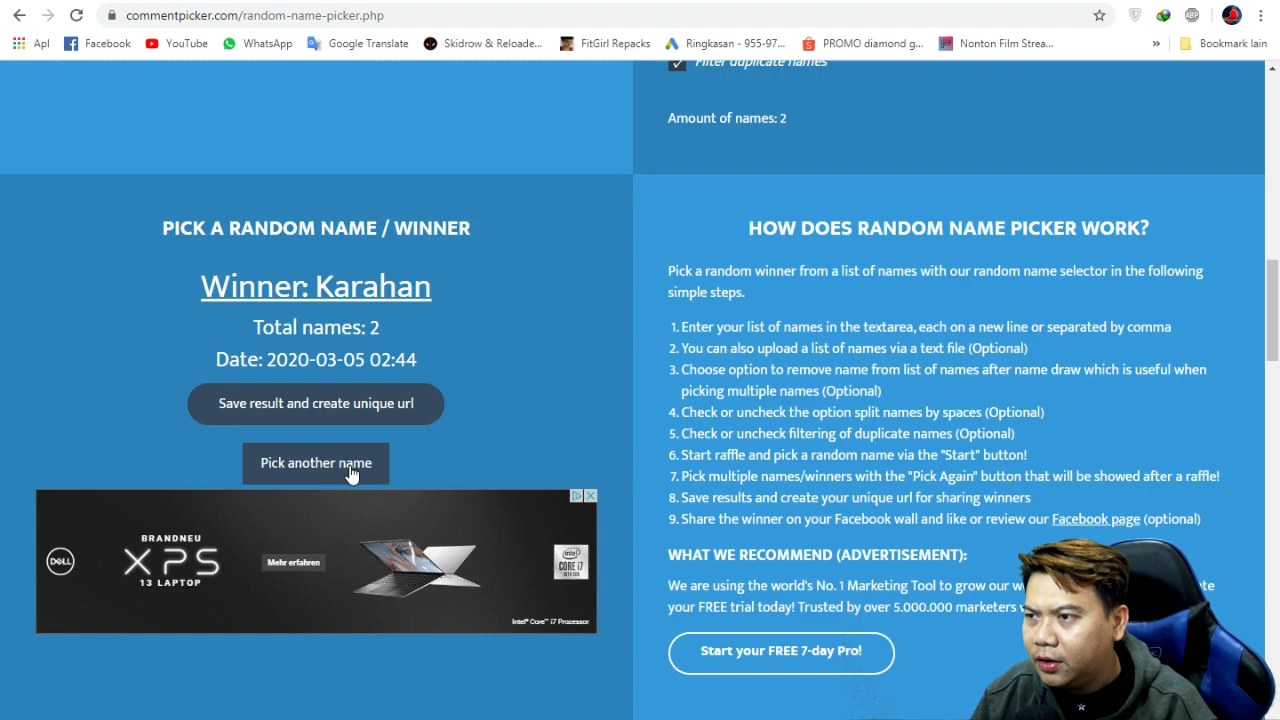 commentpicker.com/random-name-picker.php
ABP
Apl
Facebook
YouTube
WhatsApp
Google Translate
Skidrow & Reloade...
FitGirl Repacks
Ringkasan - 955-97...
PROMO diamond g...
Nonton Film Strea...
»
Bookmark lain
Filter duplicate names
Amount of names: 2
PICK A RANDOM NAME / WINNER
Winner: Karahan
Total names: 2
Date: 2020-03-05 02:44
Save result and create unique url
Pick another name
BRANDNEU
XPS
13 LAPTOP
DELL
Mehr erfahren
intel
CORE i7
10TH GEN
Intel® Core™ i7 Prozessor
HOW DOES RANDOM NAME PICKER WORK?
Pick a random winner from a list of names with our random name selector in the following
simple steps.
1. Enter your list of names in the textarea, each on a new line or separated by comma
2. You can also upload a list of names via a text file (Optional)
3. Choose option to remove name from list of names after name draw which is useful when
picking multiple names (Optional)
4. Check or uncheck the option split names by spaces (Optional)
5. Check or uncheck filtering of duplicate names (Optional)
6. Start raffle and pick a random name via the "Start" button!
7. Pick multiple names/winners with the "Pick Again" button that will be showed after a raffle!
8. Save results and create your unique url for sharing winners
9. Share the winner on your Facebook wall and like or review our Facebook page (optional)
WHAT WE RECOMMEND (ADVERTISEMENT):
We are using the world's No. 1 Marketing Tool to grow our
your FREE trial today! Trusted by over 5.000.000 marketers
Start your FREE 7-day Pro!